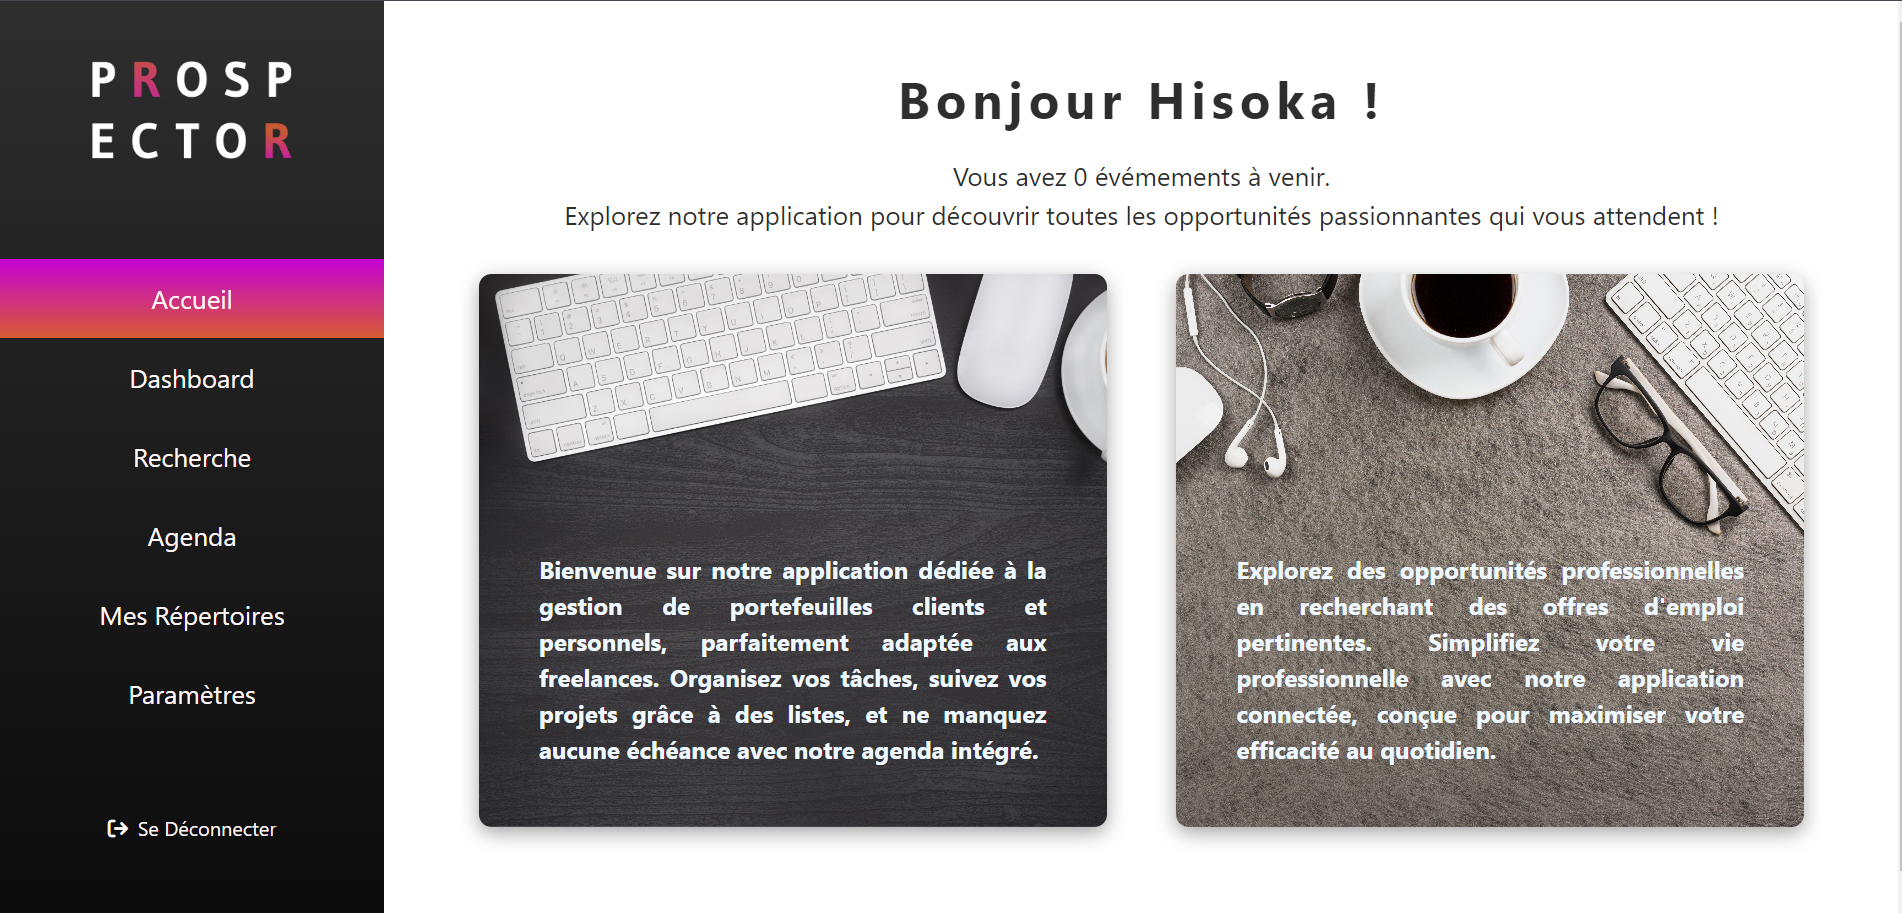 PROSP
ECTOR
Accueil
Dashboard
Recherche
Agenda
Mes Répertoires
Paramètres
Se Déconnecter
Bonjour Hisoka !
Vous avez 0 événements à venir.
Explorez notre application pour découvrir toutes les opportunités passionnantes qui vous attendent !
Bienvenue sur notre application dédiée à la
gestion de portefeuilles clients et
personnels, parfaitement adaptée aux
freelances. Organisez vos tâches, suivez vos
projets grâce à des listes, et ne manquez
aucune échéance avec notre agenda intégré.
Explorez des opportunités professionnelles
en recherchant des offres d'emploi
pertinentes. Simplifiez votre vie
professionnelle avec notre application
connectée, conçue pour maximiser votre
efficacité au quotidien.